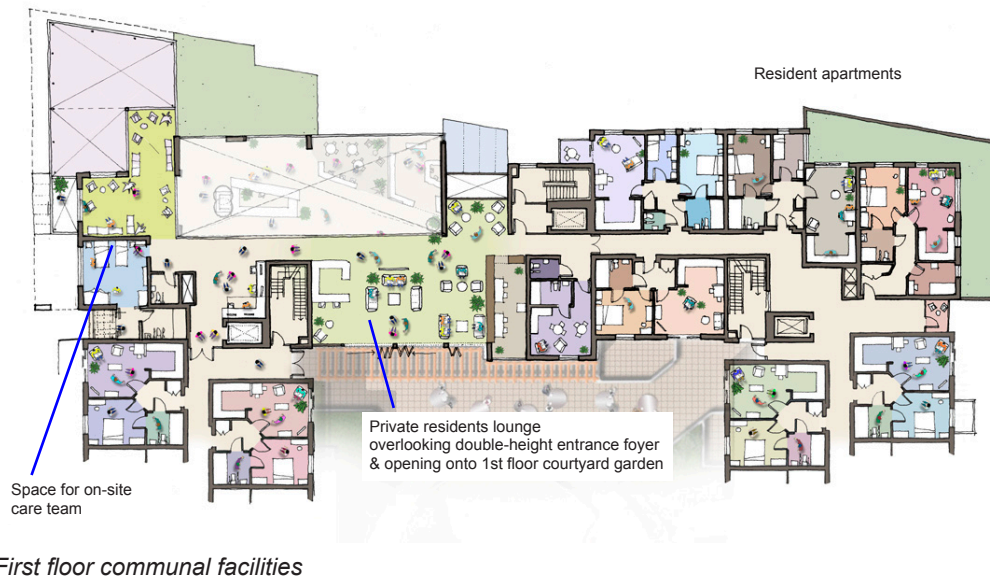 Resident apartments
Private residents lounge
overlooking double-height entrance foyer
& opening onto 1st floor courtyard garden
Space for on-site
care team
First floor communal facilities